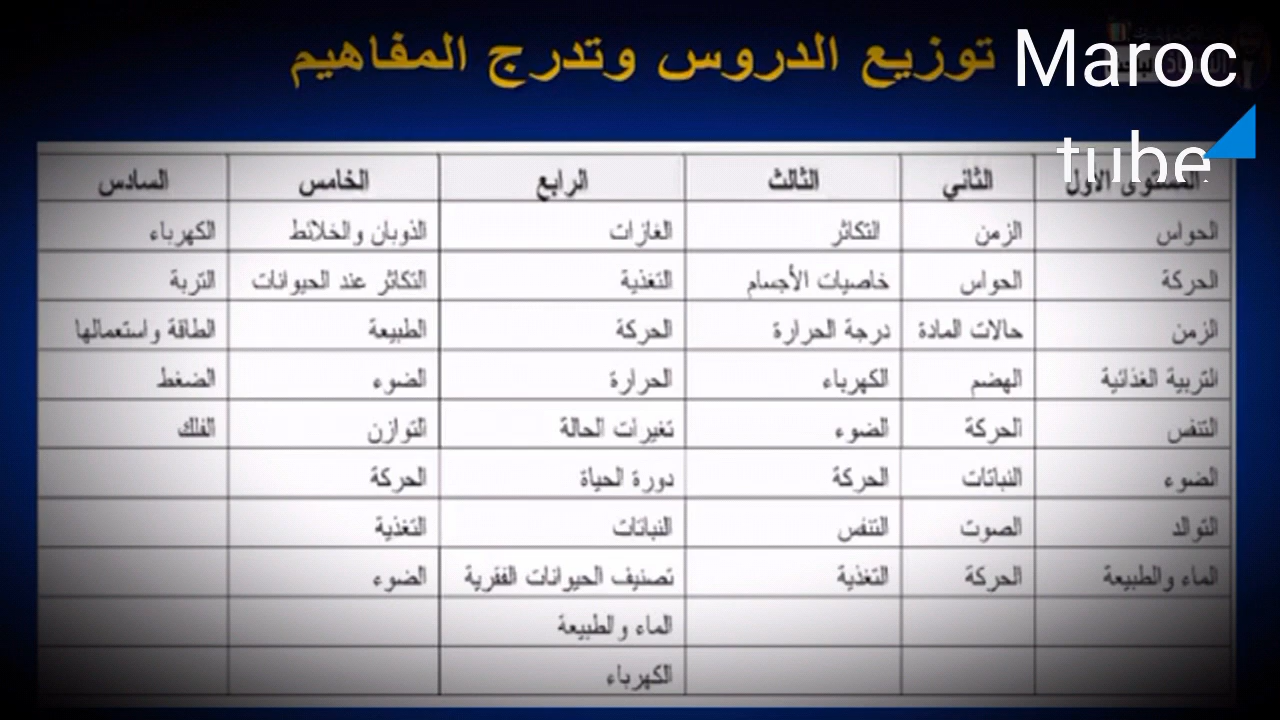 توزيع الدروس وتدرج المفاهيم
Maroc
tube
المستوى الأول الثاني الثالث الرابع الخامس السادس
الحواس الزمن التكاثر الغازات الذوبان والخلائط الكهرباء
الحركة الحواس خاصيات الأجسام التغذية التكاثر عند الحيوانات التربة
الزمن حالات المادة درجة الحرارة الحركة الطبيعة الطاقة واستعمالها
التربية الغذائية الهضم الكهرباء الحرارة الضوء الضغط
التنفس الحركة الضوء تغيرات الحالة التوازن الفلك
الضوء النباتات الحركة دورة الحياة الحركة
التوالد الصوت التنفس النباتات التغذية
الماء والطبيعة الحركة التغذية تصنيف الحيوانات الفقرية الضوء
الماء والطبيعة
الكهرباء